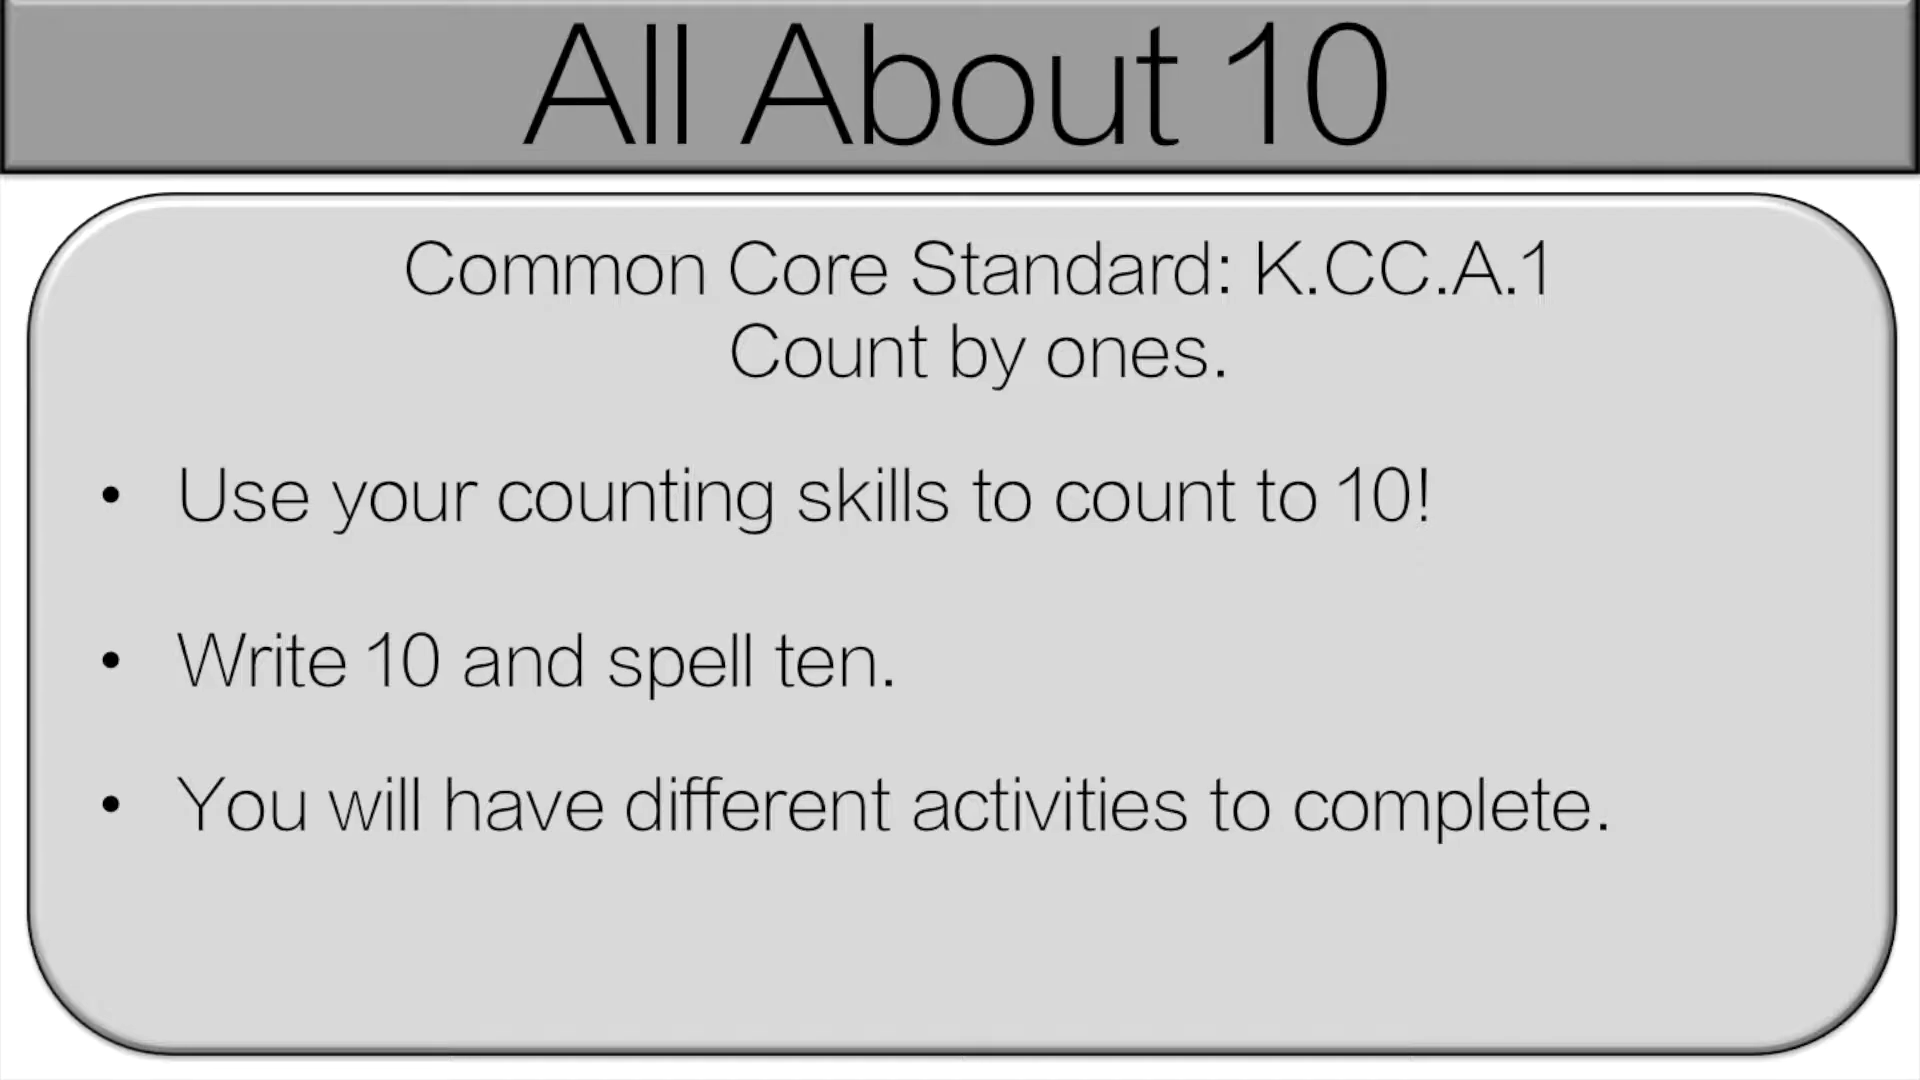 All About 10
Common Core Standard: K.CC.A.1
Count by ones.
• Use your counting skills to count to 10!
• Write 10 and spell ten.
• You will have different activities to complete.